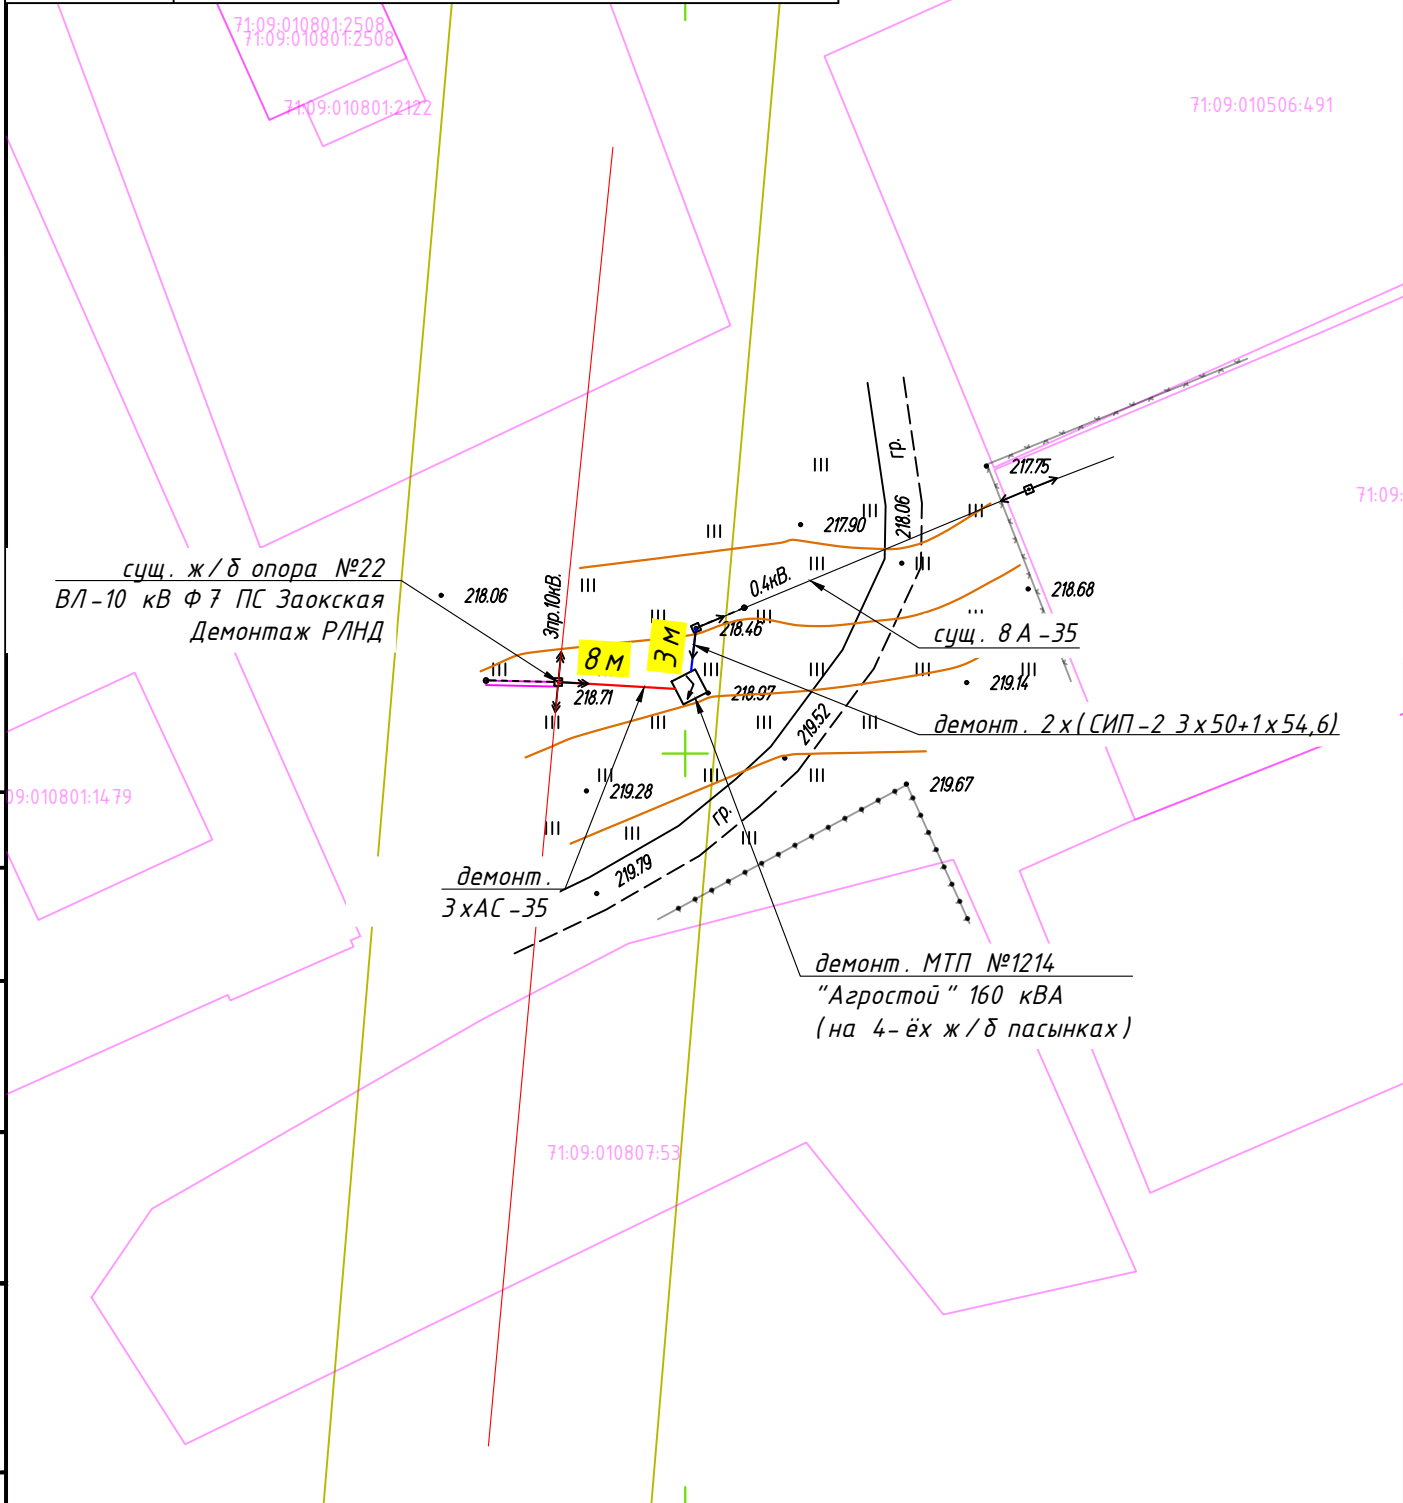 71:09:010801:2508
71:09:010801:2508
71:09:010801:2122
71:09:010506:491
гр.
217.75
71:09:
218.06
217.90
сущ. ж/б опора №22
ВЛ-10 кВ Ф7 ПС Заокская
Демонтаж РЛНД
218.06
3пр.10кВ.
0.4кВ.
218.68
218.46
сущ. 8А-35
8м
3м
218.71
218.97
219.14
219.52
демонт. 2х(СИП-2 3х50+1х54,6)
09:010801:1479
219.28
219.67
гр.
219.79
демонт.
3хАС-35
демонт. МТП №1214
"Агростой" 160 кВА
(на 4-ёх ж/б пасынках)
71:09:010807:53